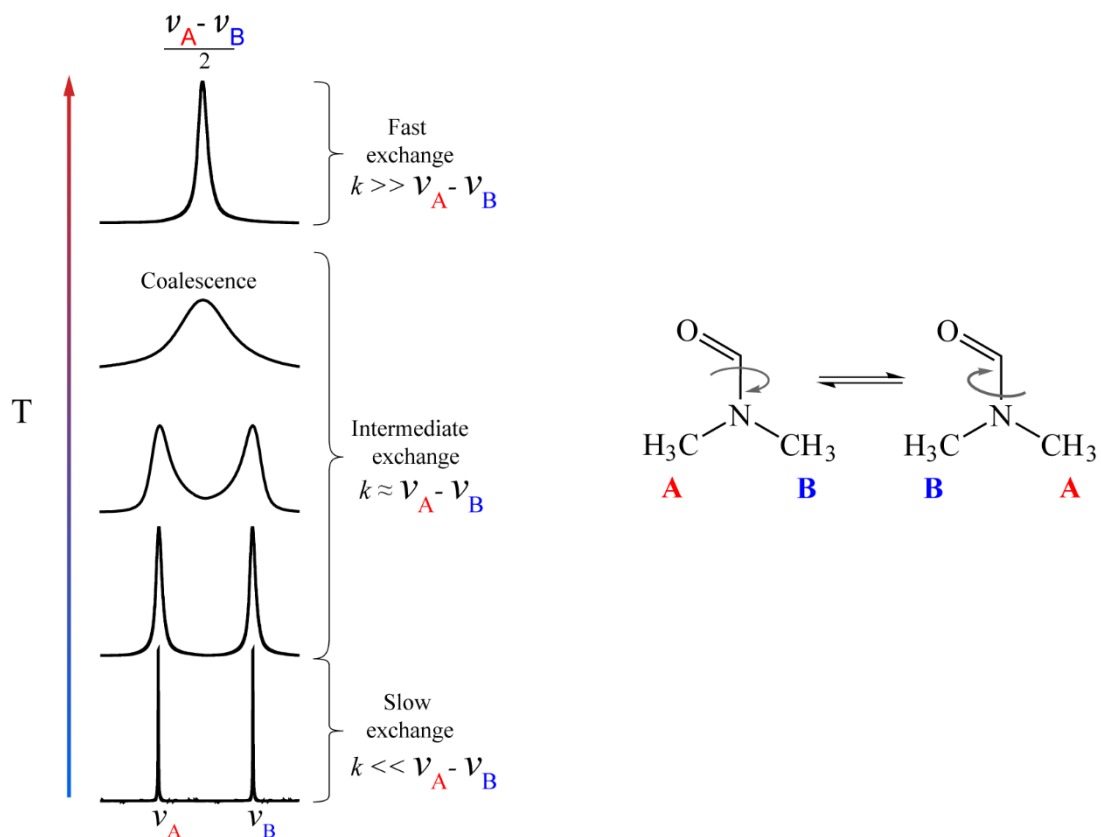 νA - νB
2
Fast
exchange
k >> νA - νB
Coalescence
T
Intermediate
exchange
k ≈ νA - νB
Slow
exchange
k << νA - νB
νA
νB
O
N
H3C
CH3
A
B
O
N
H3C
CH3
B
A